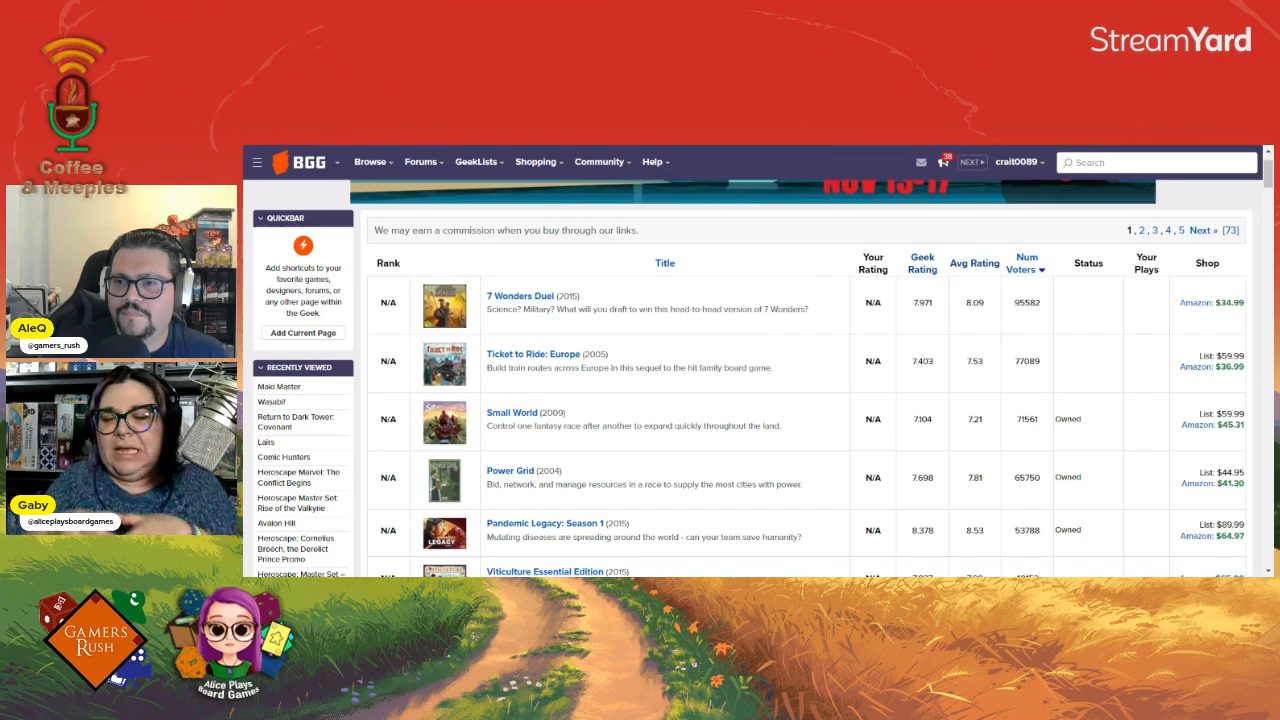 StreamYard
Coffee
& Meeples
BGG
Browse
Forums
GeekLists
Shopping
Community
Help
38
NEXT
crait0089
Search
NOV 13-17
QUICKBAR
Add shortcuts to your
favorite games,
designers, forums, or
any other page within
the Geek.
Add Current Page
RECENTLY VIEWED
Maki Master
Wasabi!
Return to Dark Tower:
Covenant
Lairs
Comic Hunters
Heroscape Marvel: The
Conflict Begins
Heroscape Master Set:
Rise of the Valkyrie
Avalon Hill
Heroscape: Cornelius
Breech, the Derelict
Prince Promo
Heroscape: Master Set –
We may earn a commission when you buy through our links.
1 , 2 , 3 , 4 , 5 Next » [73]
Rank Title Your Rating Geek Rating Avg Rating Num Voters Status Your Plays Shop
N/A 7 Wonders Duel (2015) N/A 7.971 8.09 95582 Amazon: $34.99
Science? Military? What will you draft to win this head-to-head version of 7 Wonders?
N/A Ticket to Ride: Europe (2005) N/A 7.403 7.53 77089 List: $59.99
Build train routes across Europe in this sequel to the hit family board game. Amazon: $36.99
N/A Small World (2009) N/A 7.104 7.21 71561 Owned List: $59.99
Control one fantasy race after another to expand quickly throughout the land. Amazon: $45.31
N/A Power Grid (2004) N/A 7.698 7.81 65750 Owned List: $44.95
Bid, network, and manage resources in a race to supply the most cities with power. Amazon: $41.30
N/A Pandemic Legacy: Season 1 (2015) N/A 8.378 8.53 53788 Owned List: $89.99
Mutating diseases are spreading around the world - can your team save humanity? Amazon: $64.97
Viticulture Essential Edition (2015)
AleQ
@gamers_rush
Gaby
@aliceplaysboardgames
GAMERS
RUSH
Alice Plays
Board Games